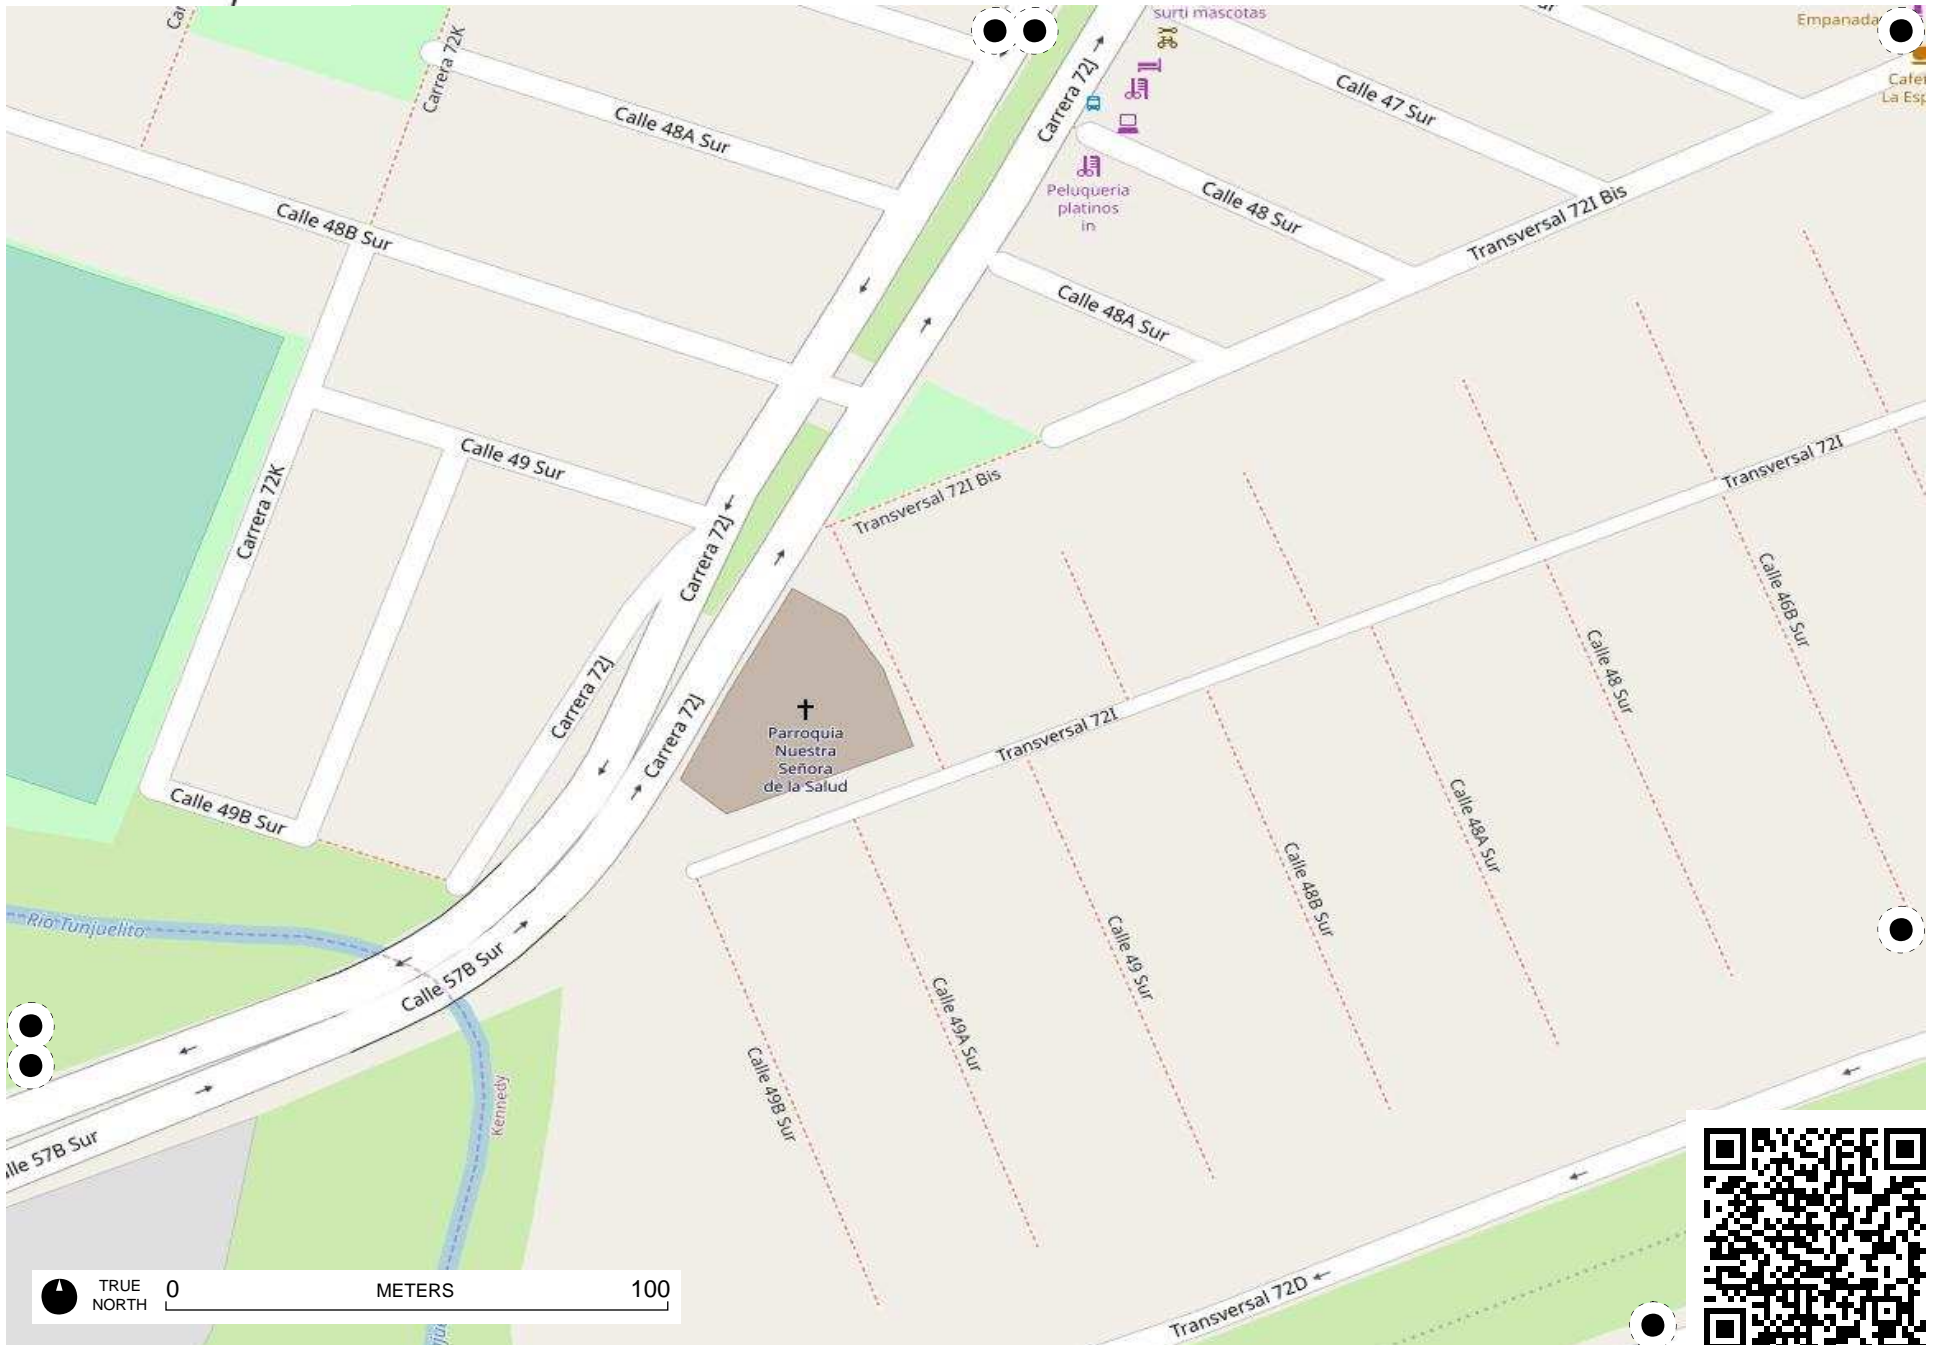 surti mascotas
Carrera 72K
Calle 48A Sur
Carrera 72J
Calle 47 Sur
Calle 48B Sur
Peluqueria
platinos
in
Calle 48 Sur
Transversal 72I Bis
Calle 48A Sur
Carrera 72K
Calle 49 Sur
Carrera 72J
Transversal 72I Bis
Transversal 72I
Calle 46B Sur
Calle 48 Sur
Carrera 72J
Carrera 72J
Parroquia
Nuestra
Señora
de la Salud
Transversal 72I
Calle 49B Sur
Calle 48A Sur
Calle 48B Sur
Río Tunjuelito
Calle 57B Sur
Calle 49 Sur
Calle 49A Sur
Calle 49B Sur
Kennedy
57B Sur
Transversal 72D
TRUE
NORTH
0 METERS 100